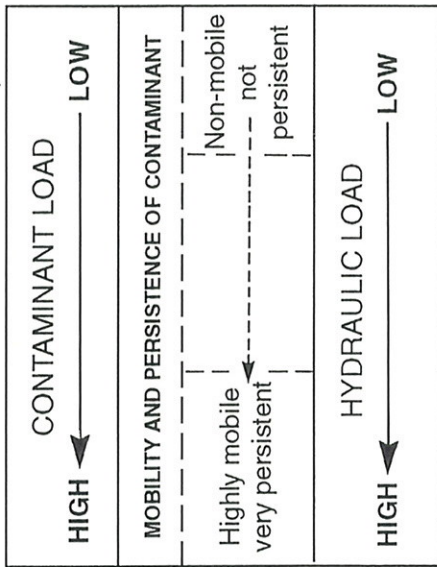 CONTAMINANT LOAD
HIGH LOW
MOBILITY AND PERSISTENCE OF CONTAMINANT
Highly mobile
very persistent
Non-mobile
not
persistent
HYDRAULIC LOAD
HIGH LOW